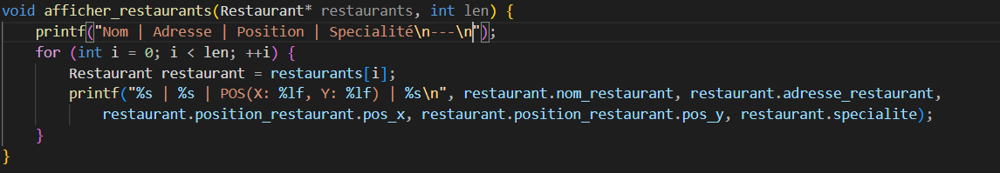 void afficher_restaurants(Restaurant* restaurants, int len) {
    printf("Nom | Adresse | Position | Specialité\n---\n");
    for (int i = 0; i < len; ++i) {
        Restaurant restaurant = restaurants[i];
        printf("%s | %s | POS(X: %lf, Y: %lf) | %s\n", restaurant.nom_restaurant, restaurant.adresse_restaurant,
            restaurant.position_restaurant.pos_x, restaurant.position_restaurant.pos_y, restaurant.specialite);
    }
}